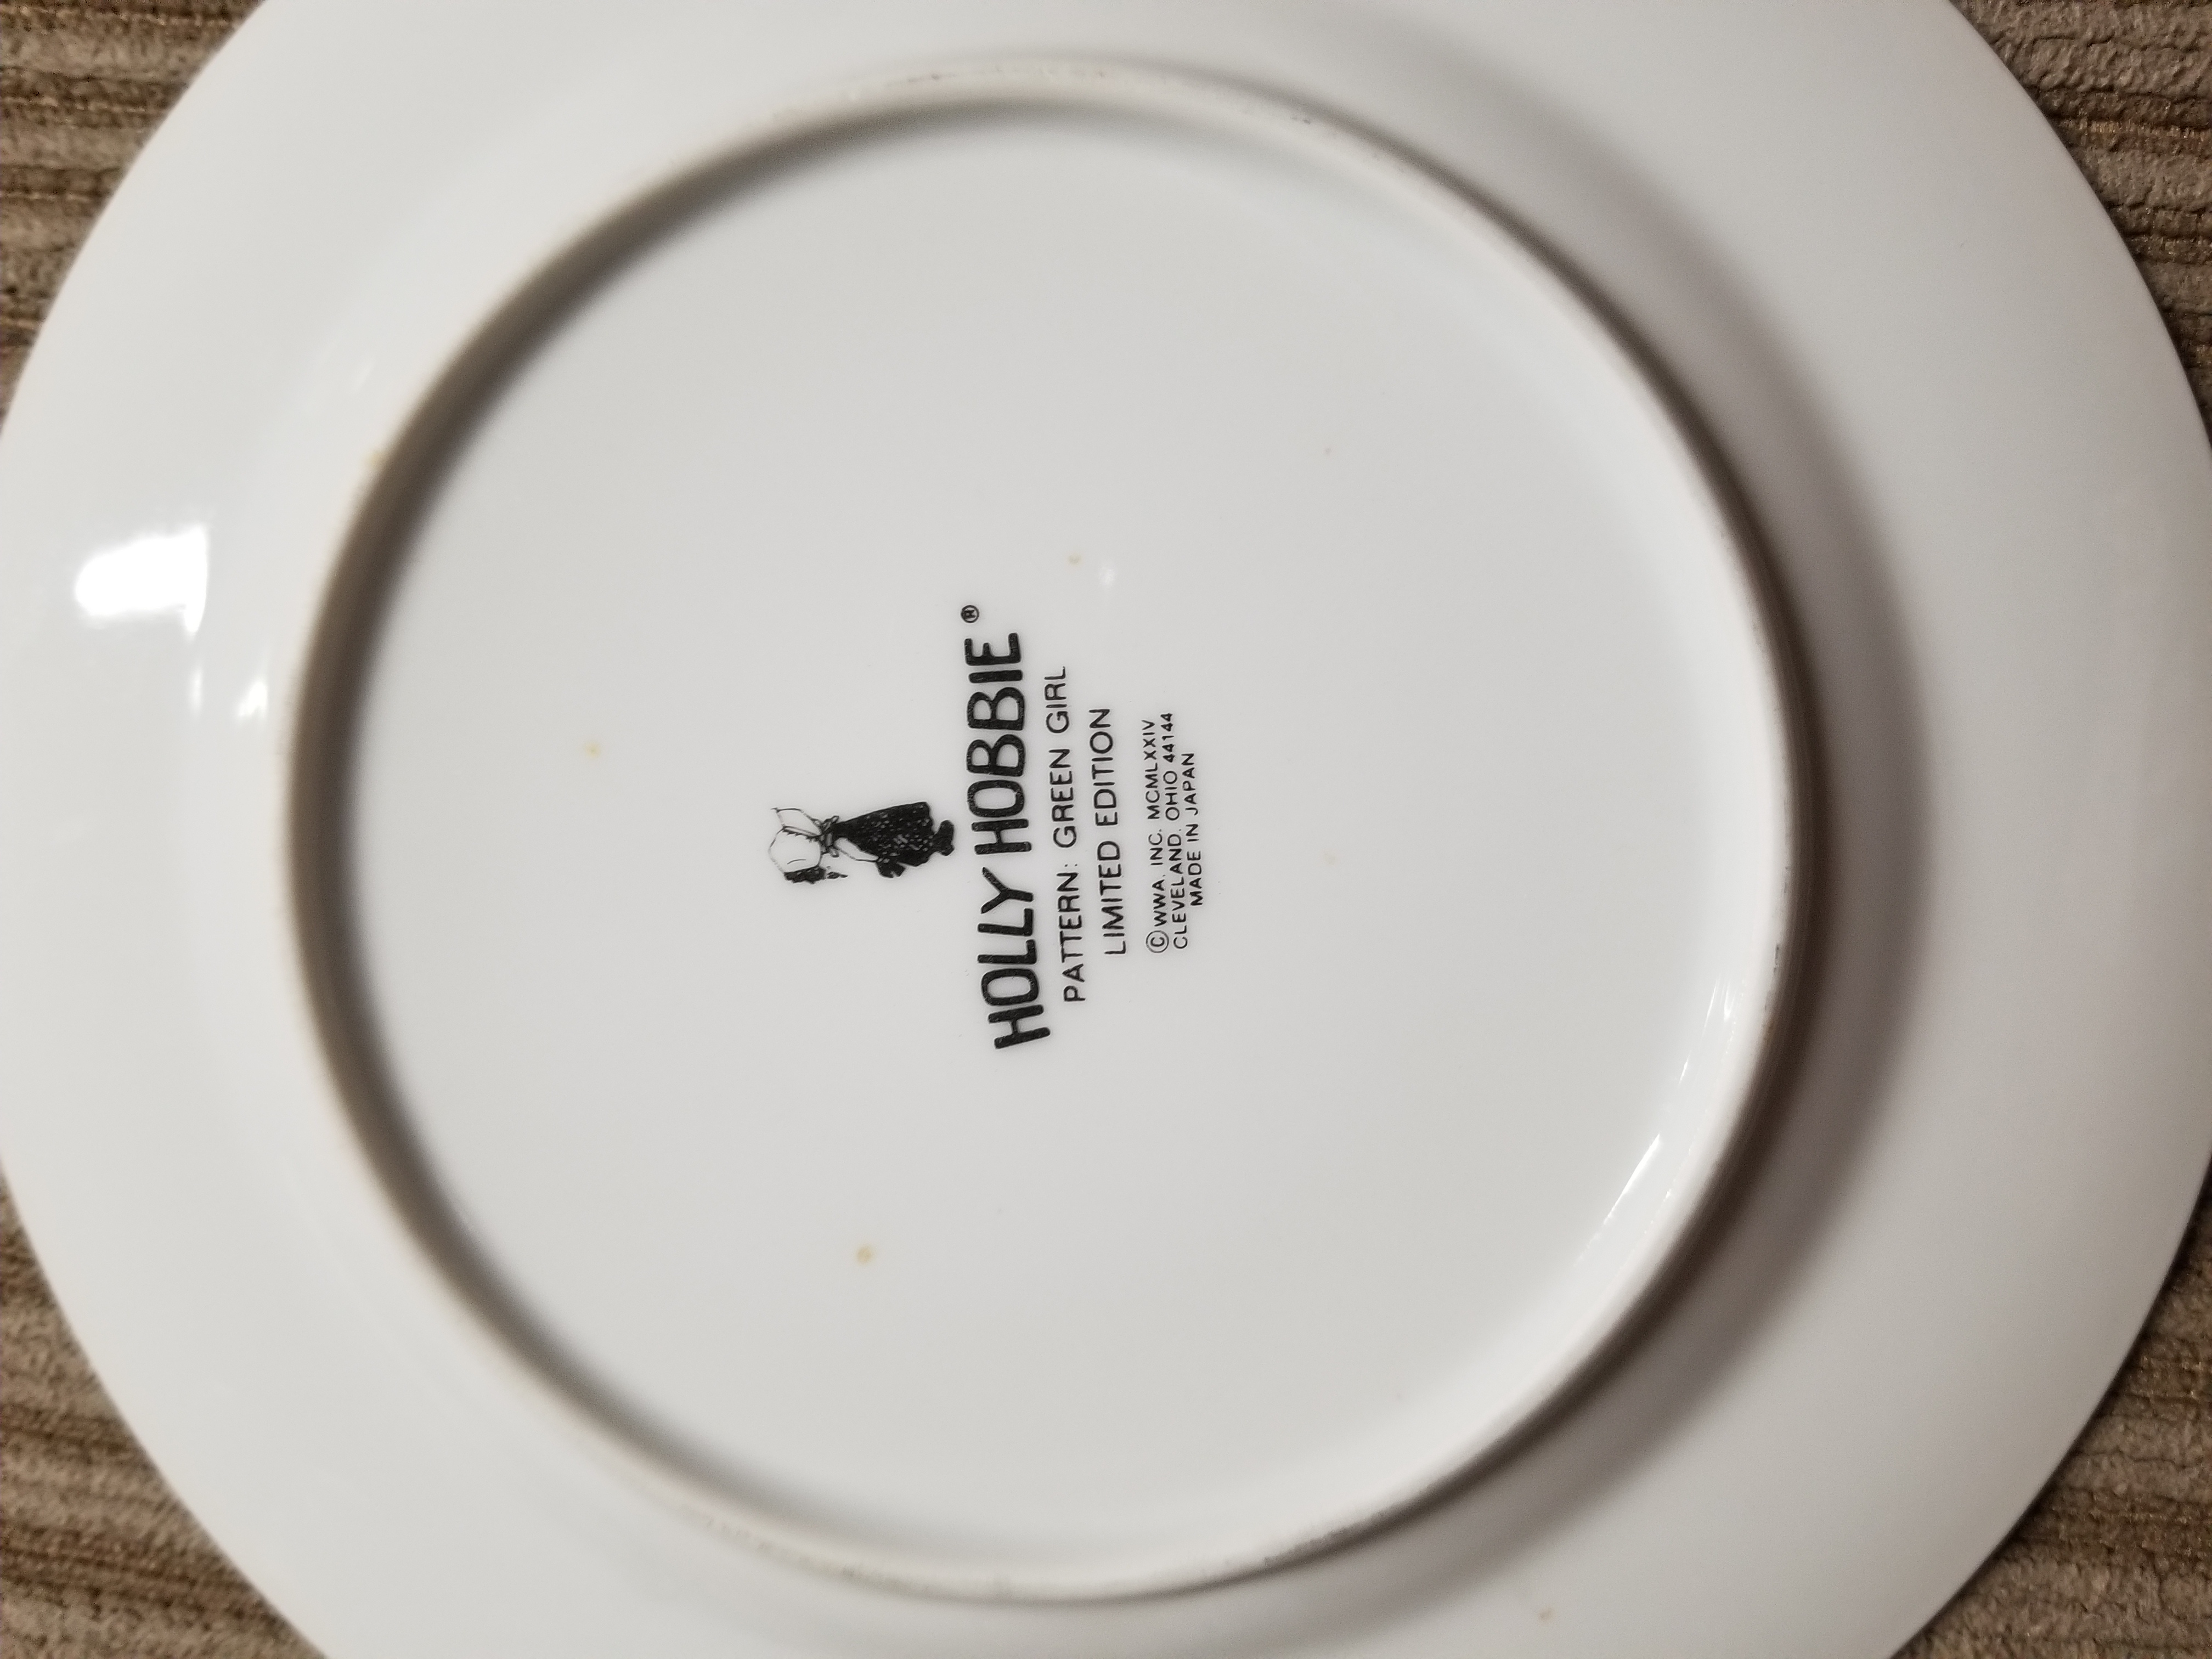 HOLLY HOBBIE ®
PATTERN: GREEN GIRL
LIMITED EDITION
© WWA, INC. MCMLXXIV
CLEVELAND, OHIO 44144
MADE IN JAPAN